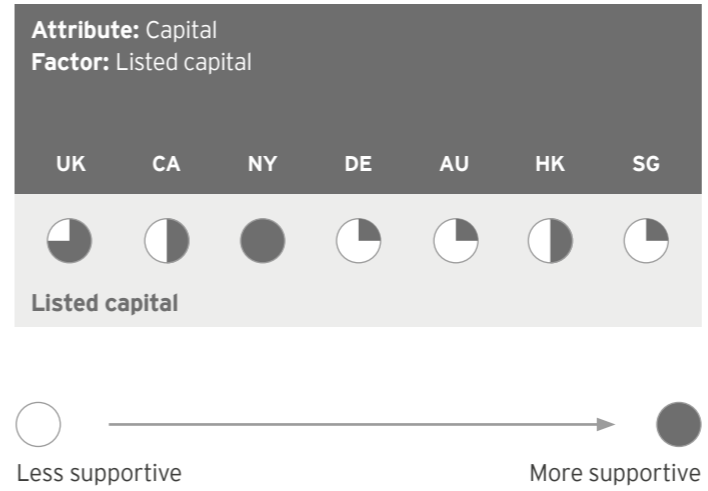 Attribute: Capital
Factor: Listed capital
UK CA NY DE AU HK SG
Listed capital
Less supportive More supportive